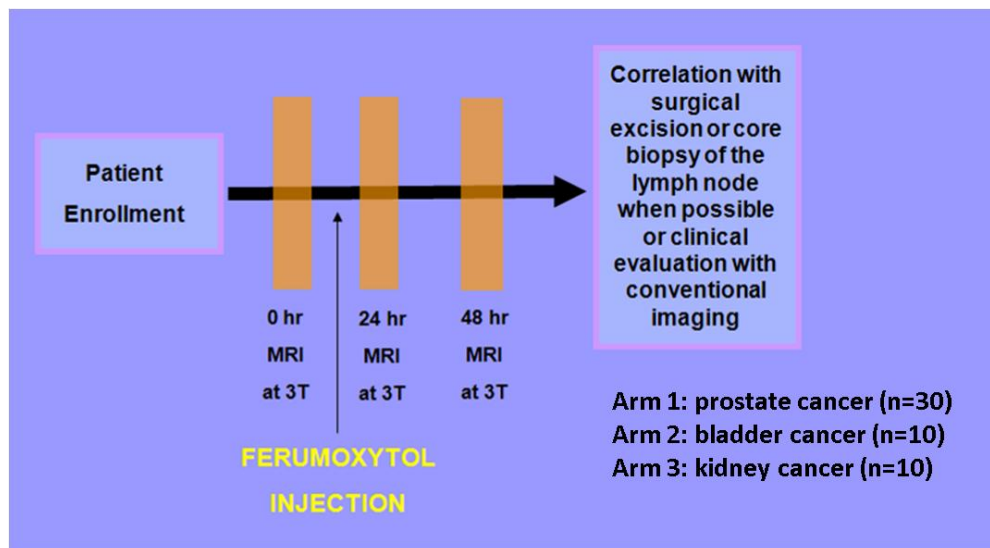 Patient
Enrollment
0 hr
MRI
at 3T
24 hr
MRI
at 3T
48 hr
MRI
at 3T
FERUMOXYTOL
INJECTION
Correlation with
surgical
excision or core
biopsy of the
lymph node
when possible
or clinical
evaluation with
conventional
imaging
Arm 1: prostate cancer (n=30)
Arm 2: bladder cancer (n=10)
Arm 3: kidney cancer (n=10)